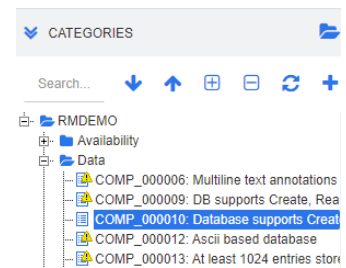 CATEGORIES
Search...
RMDEMO
Availability
Data
COMP_000006: Multiline text annotations
COMP_000009: DB supports Create, Rea
COMP_000010: Database supports Creat
COMP_000012: Ascii based database
COMP_000013: At least 1024 entries store